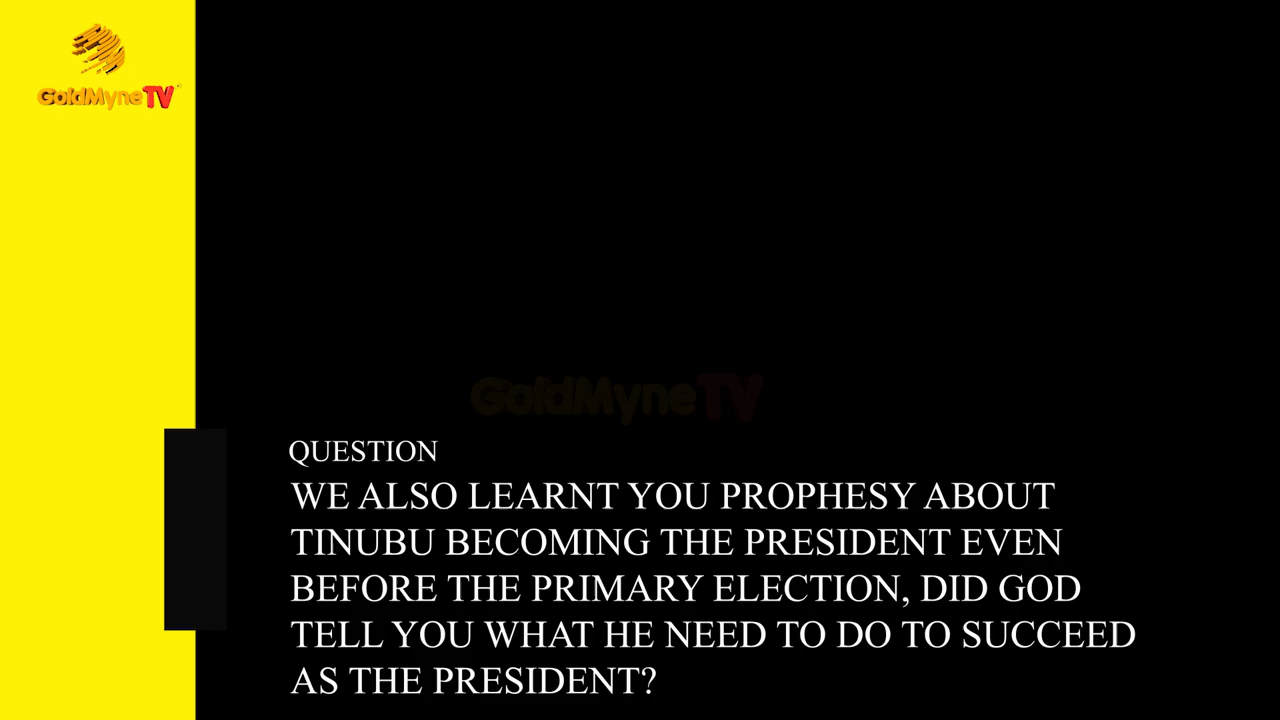 GoldMyneTV
GoldMyneTV
QUESTION
WE ALSO LEARNT YOU PROPHESY ABOUT
TINUBU BECOMING THE PRESIDENT EVEN
BEFORE THE PRIMARY ELECTION, DID GOD
TELL YOU WHAT HE NEED TO DO TO SUCCEED
AS THE PRESIDENT?